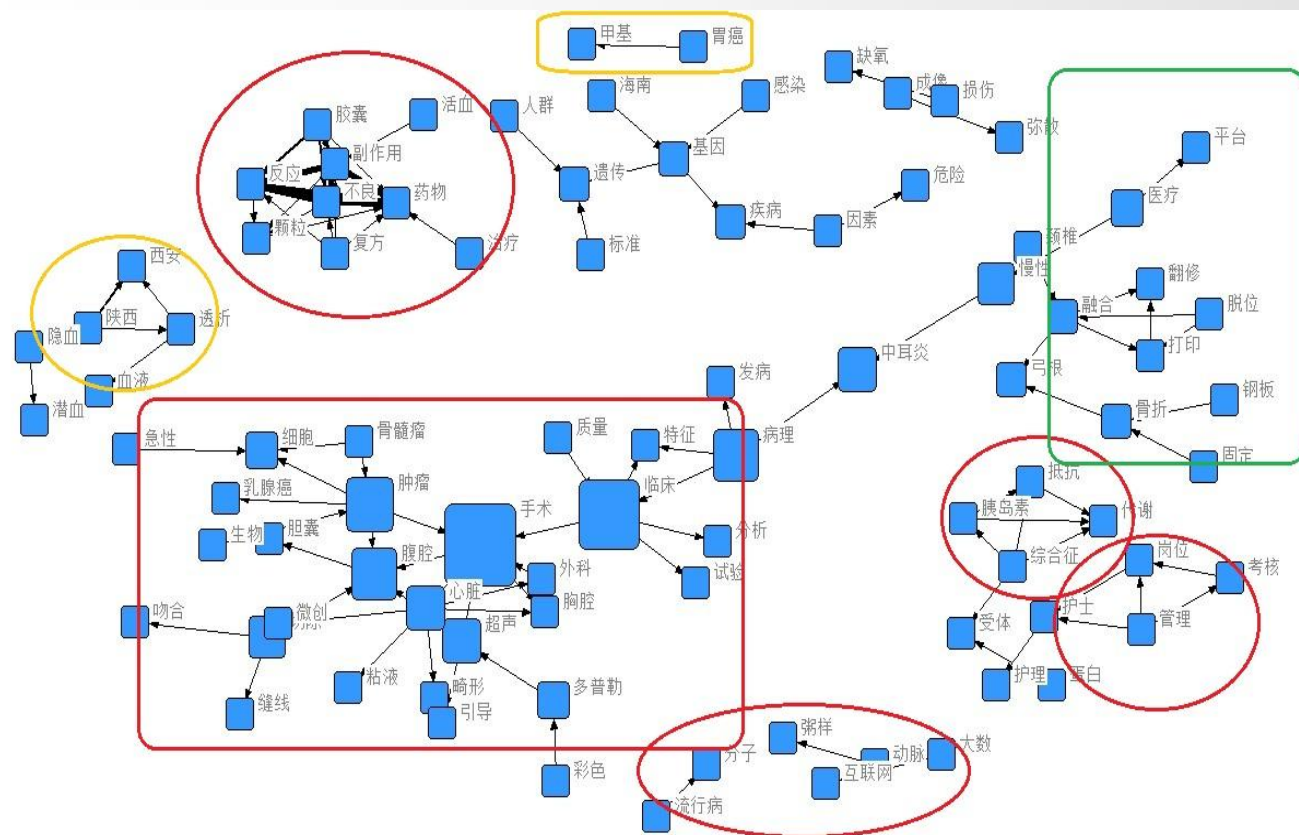 甲基
胃癌
缺氧
成像
损伤
弥散
海南
感染
胶囊
活血
人群
副作用
基因
平台
反应
不良
药物
遗传
危险
医疗
疾病
因素
颗粒
复方
治疗
标准
颈椎
西安
慢性
翻修
陕西
透析
融合
脱位
隐血
打印
中耳炎
血液
发病
弓根
钢板
潜血
骨折
急性
细胞
骨髓瘤
质量
特征
病理
固定
乳腺癌
肿瘤
临床
抵抗
手术
胰岛素
代谢
生物
胆囊
分析
腹腔
外科
综合征
岗位
试验
考核
心脏
胸腔
吻合
微创
超声
护士
管理
受体
粘液
畸形
多普勒
护理
蛋白
缝线
引导
粥样
分子
动脉
大数
彩色
互联网
流行病